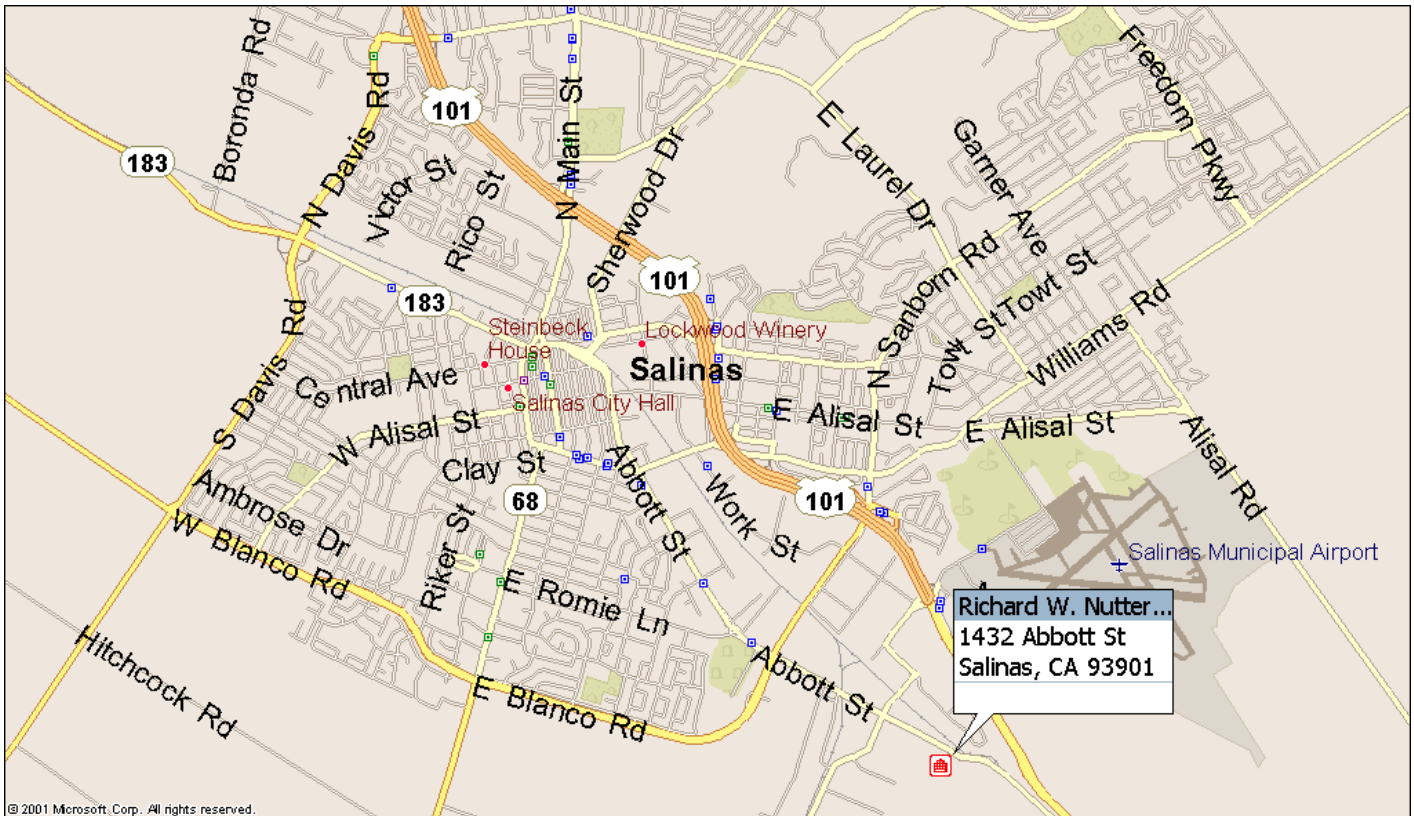 Boronda Rd
N Davis Rd
101
N Main St
Freedom Pkwy
183
Victor St
Rico St
Sherwood Dr
E Laurel Dr
Garner Ave
101
183
Steinbeck
House
Lockwood Winery
Salinas
N Sanborn Rd
Towt St
Towt St
Williams Rd
S Davis Rd
Central Ave
Salinas City Hall
W Alisal St
E Alisal St
E Alisal St
Alisal Rd
Clay St
Abbott St
Work St
68
101
Ambrose Dr
W Blanco Rd
Riker St
E Romie Ln
Salinas Municipal Airport
Richard W. Nutter...
1432 Abbott St
Salinas, CA 93901
Hitchcock Rd
E Blanco Rd
Abbott St
© 2001 Microsoft Corp. All rights reserved.